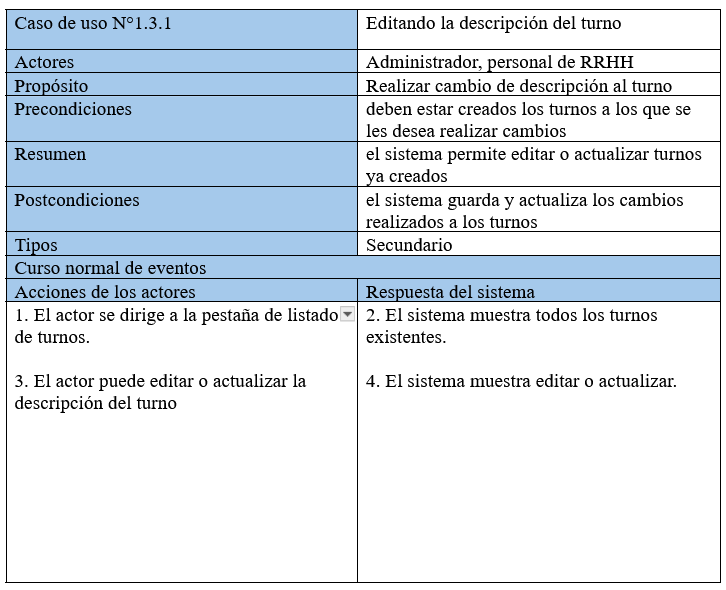 Caso de uso N°1.3.1
Editando la descripción del turno
Actores
Administrador, personal de RRHH
Propósito
Realizar cambio de descripción al turno
Precondiciones
deben estar creados los turnos a los que se
les desea realizar cambios
Resumen
el sistema permite editar o actualizar turnos
ya creados
Postcondiciones
el sistema guarda y actualiza los cambios
realizados a los turnos
Tipos
Secundario
Curso normal de eventos
Acciones de los actores
Respuesta del sistema
1. El actor se dirige a la pestaña de listado
de turnos.
2. El sistema muestra todos los turnos
existentes.
3. El actor puede editar o actualizar la
descripción del turno
4. El sistema muestra editar o actualizar.